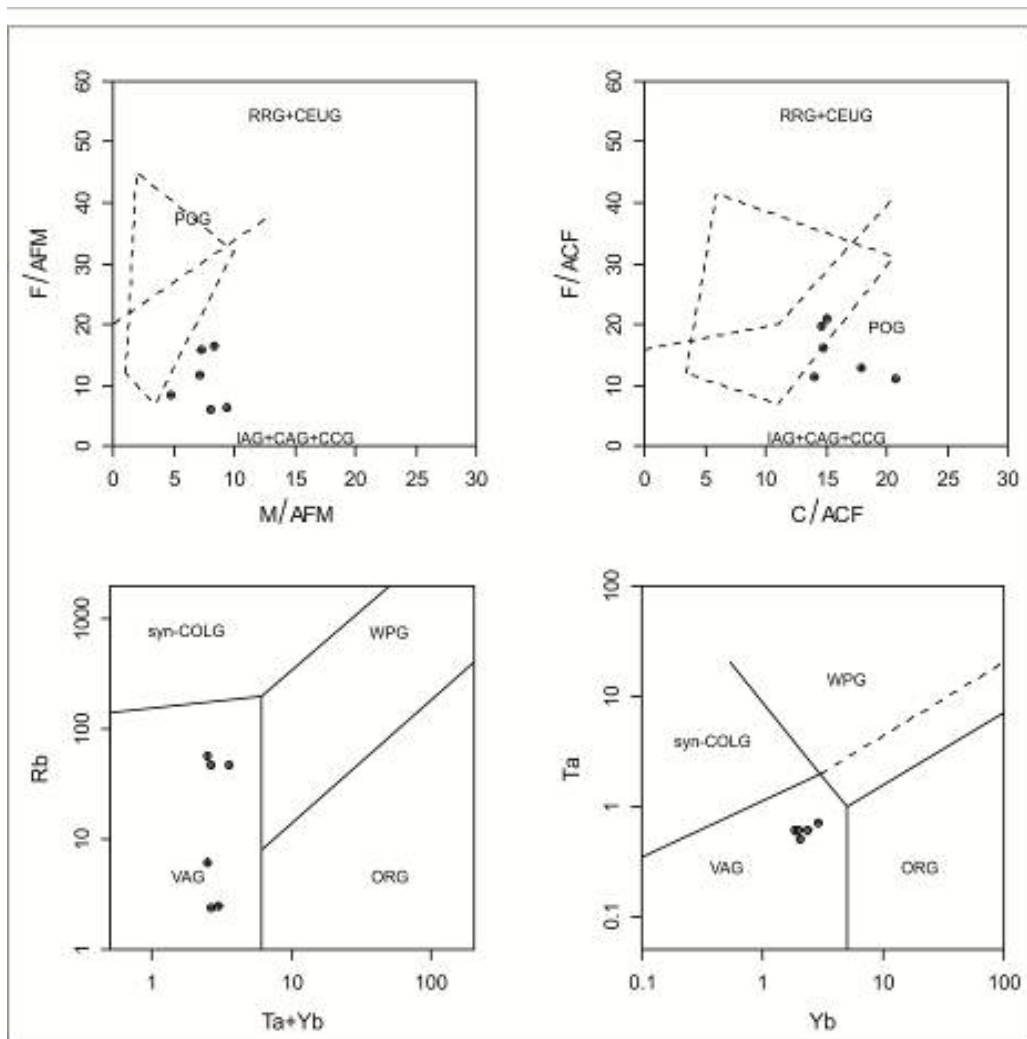 60
50
40
30
20
10
0
F/AFM
RRG+CEUG
POG
IAG+CAG+CCG
0 5 10 15 20 25 30
M/AFM
60
50
40
30
20
10
0
F/ACF
RRG+CEUG
POG
IAG+CAG+CCG
0 5 10 15 20 25 30
C/ACF
1000
100
10
1
Rb
syn-COLG
WPG
VAG
ORG
1 10 100
Ta+Yb
100
10
1
0.1
Ta
WPG
syn-COLG
VAG
ORG
0.1 1 10 100
Yb